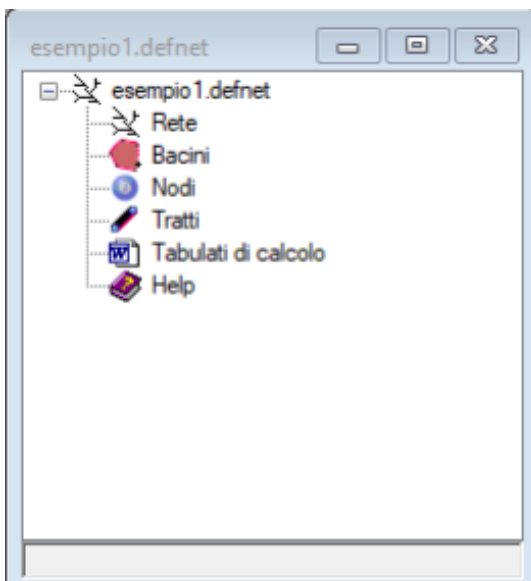 esempio1.defnet
esempio1.defnet
Rete
Bacini
Nodi
Tratti
Tabulati di calcolo
Help